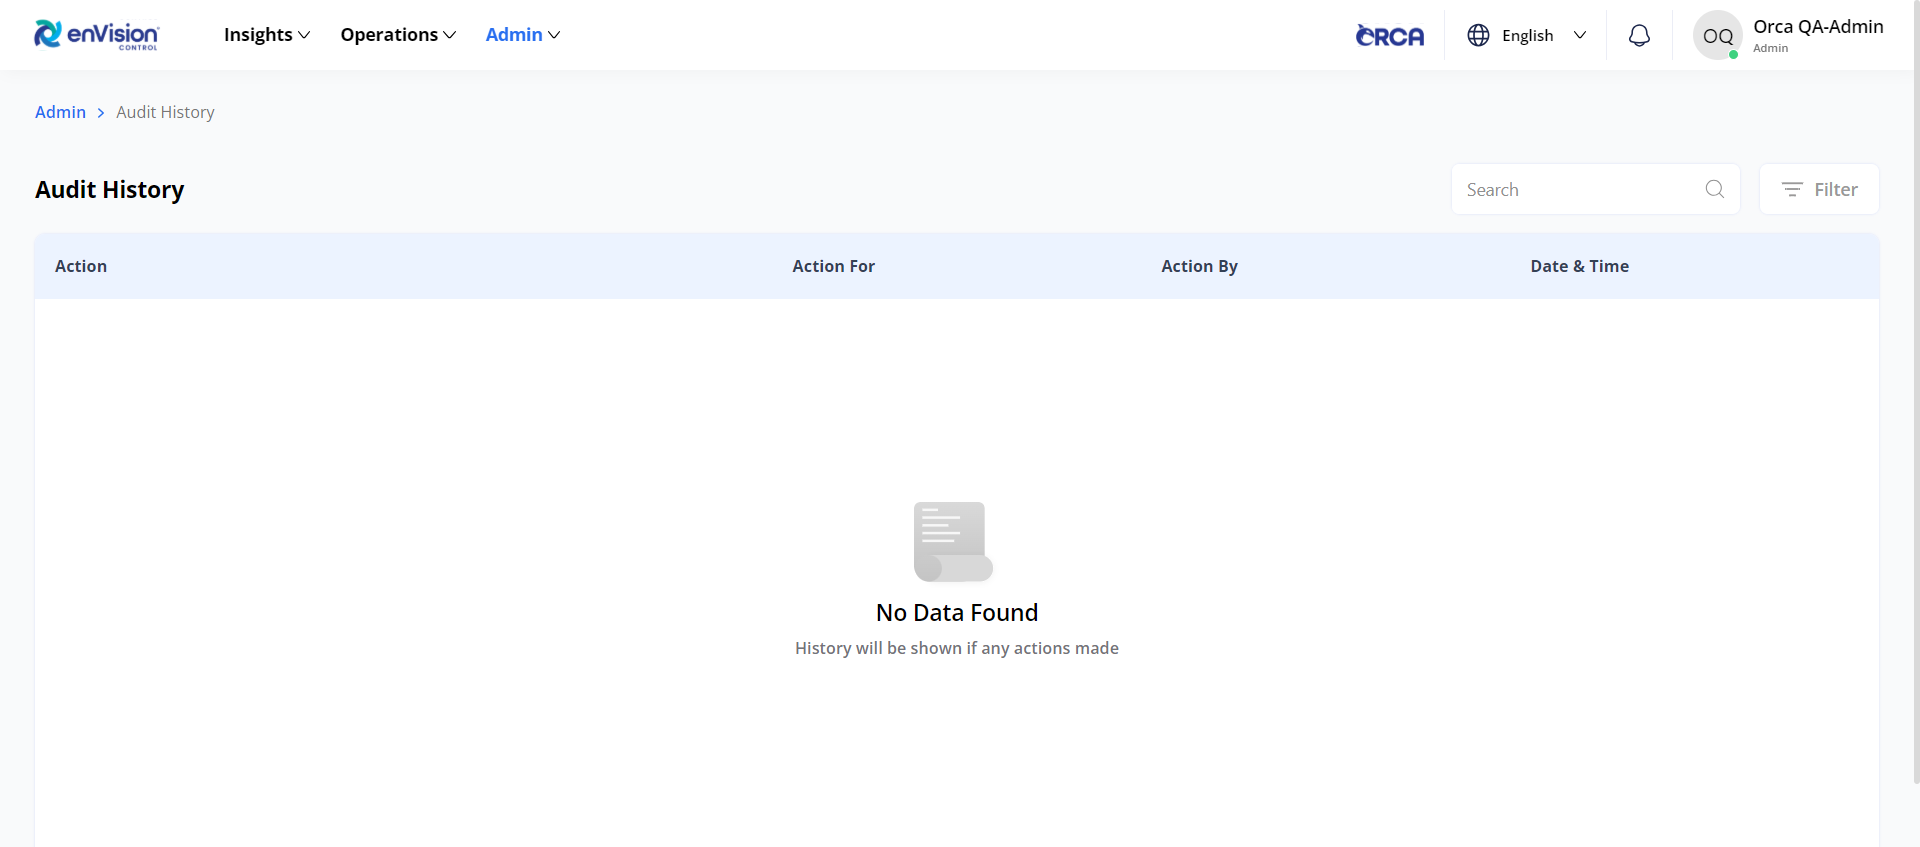 enVision
CONTROL
Insights
Operations
Admin
ORCA
English
OQ
Orca QA-Admin
Admin
Admin > Audit History
Audit History
Search
Filter
Action
Action For
Action By
Date & Time
No Data Found
History will be shown if any actions made